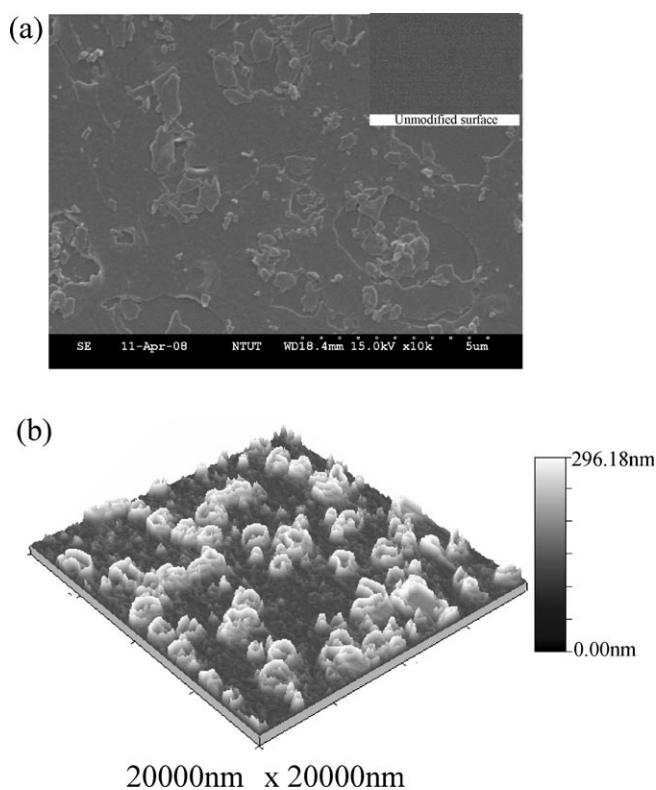 (a)
Unmodified surface
SE 11-Apr-08 NTUT WD18.4mm 15.0kV x10k 5um
(b)
296.18nm
0.00nm
20000nm x 20000nm